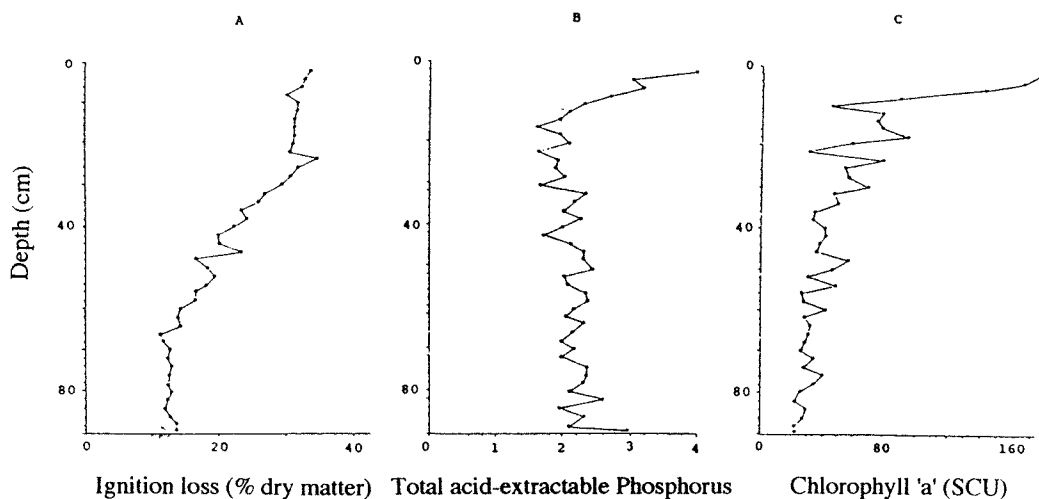 A B C
Depth (cm)
0
40
80
0 20 40
0
40
80
0 1 2 3 4
0
40
80
0 80 160
Ignition loss (% dry matter) Total acid-extractable Phosphorus Chlorophyll 'a' (SCU)